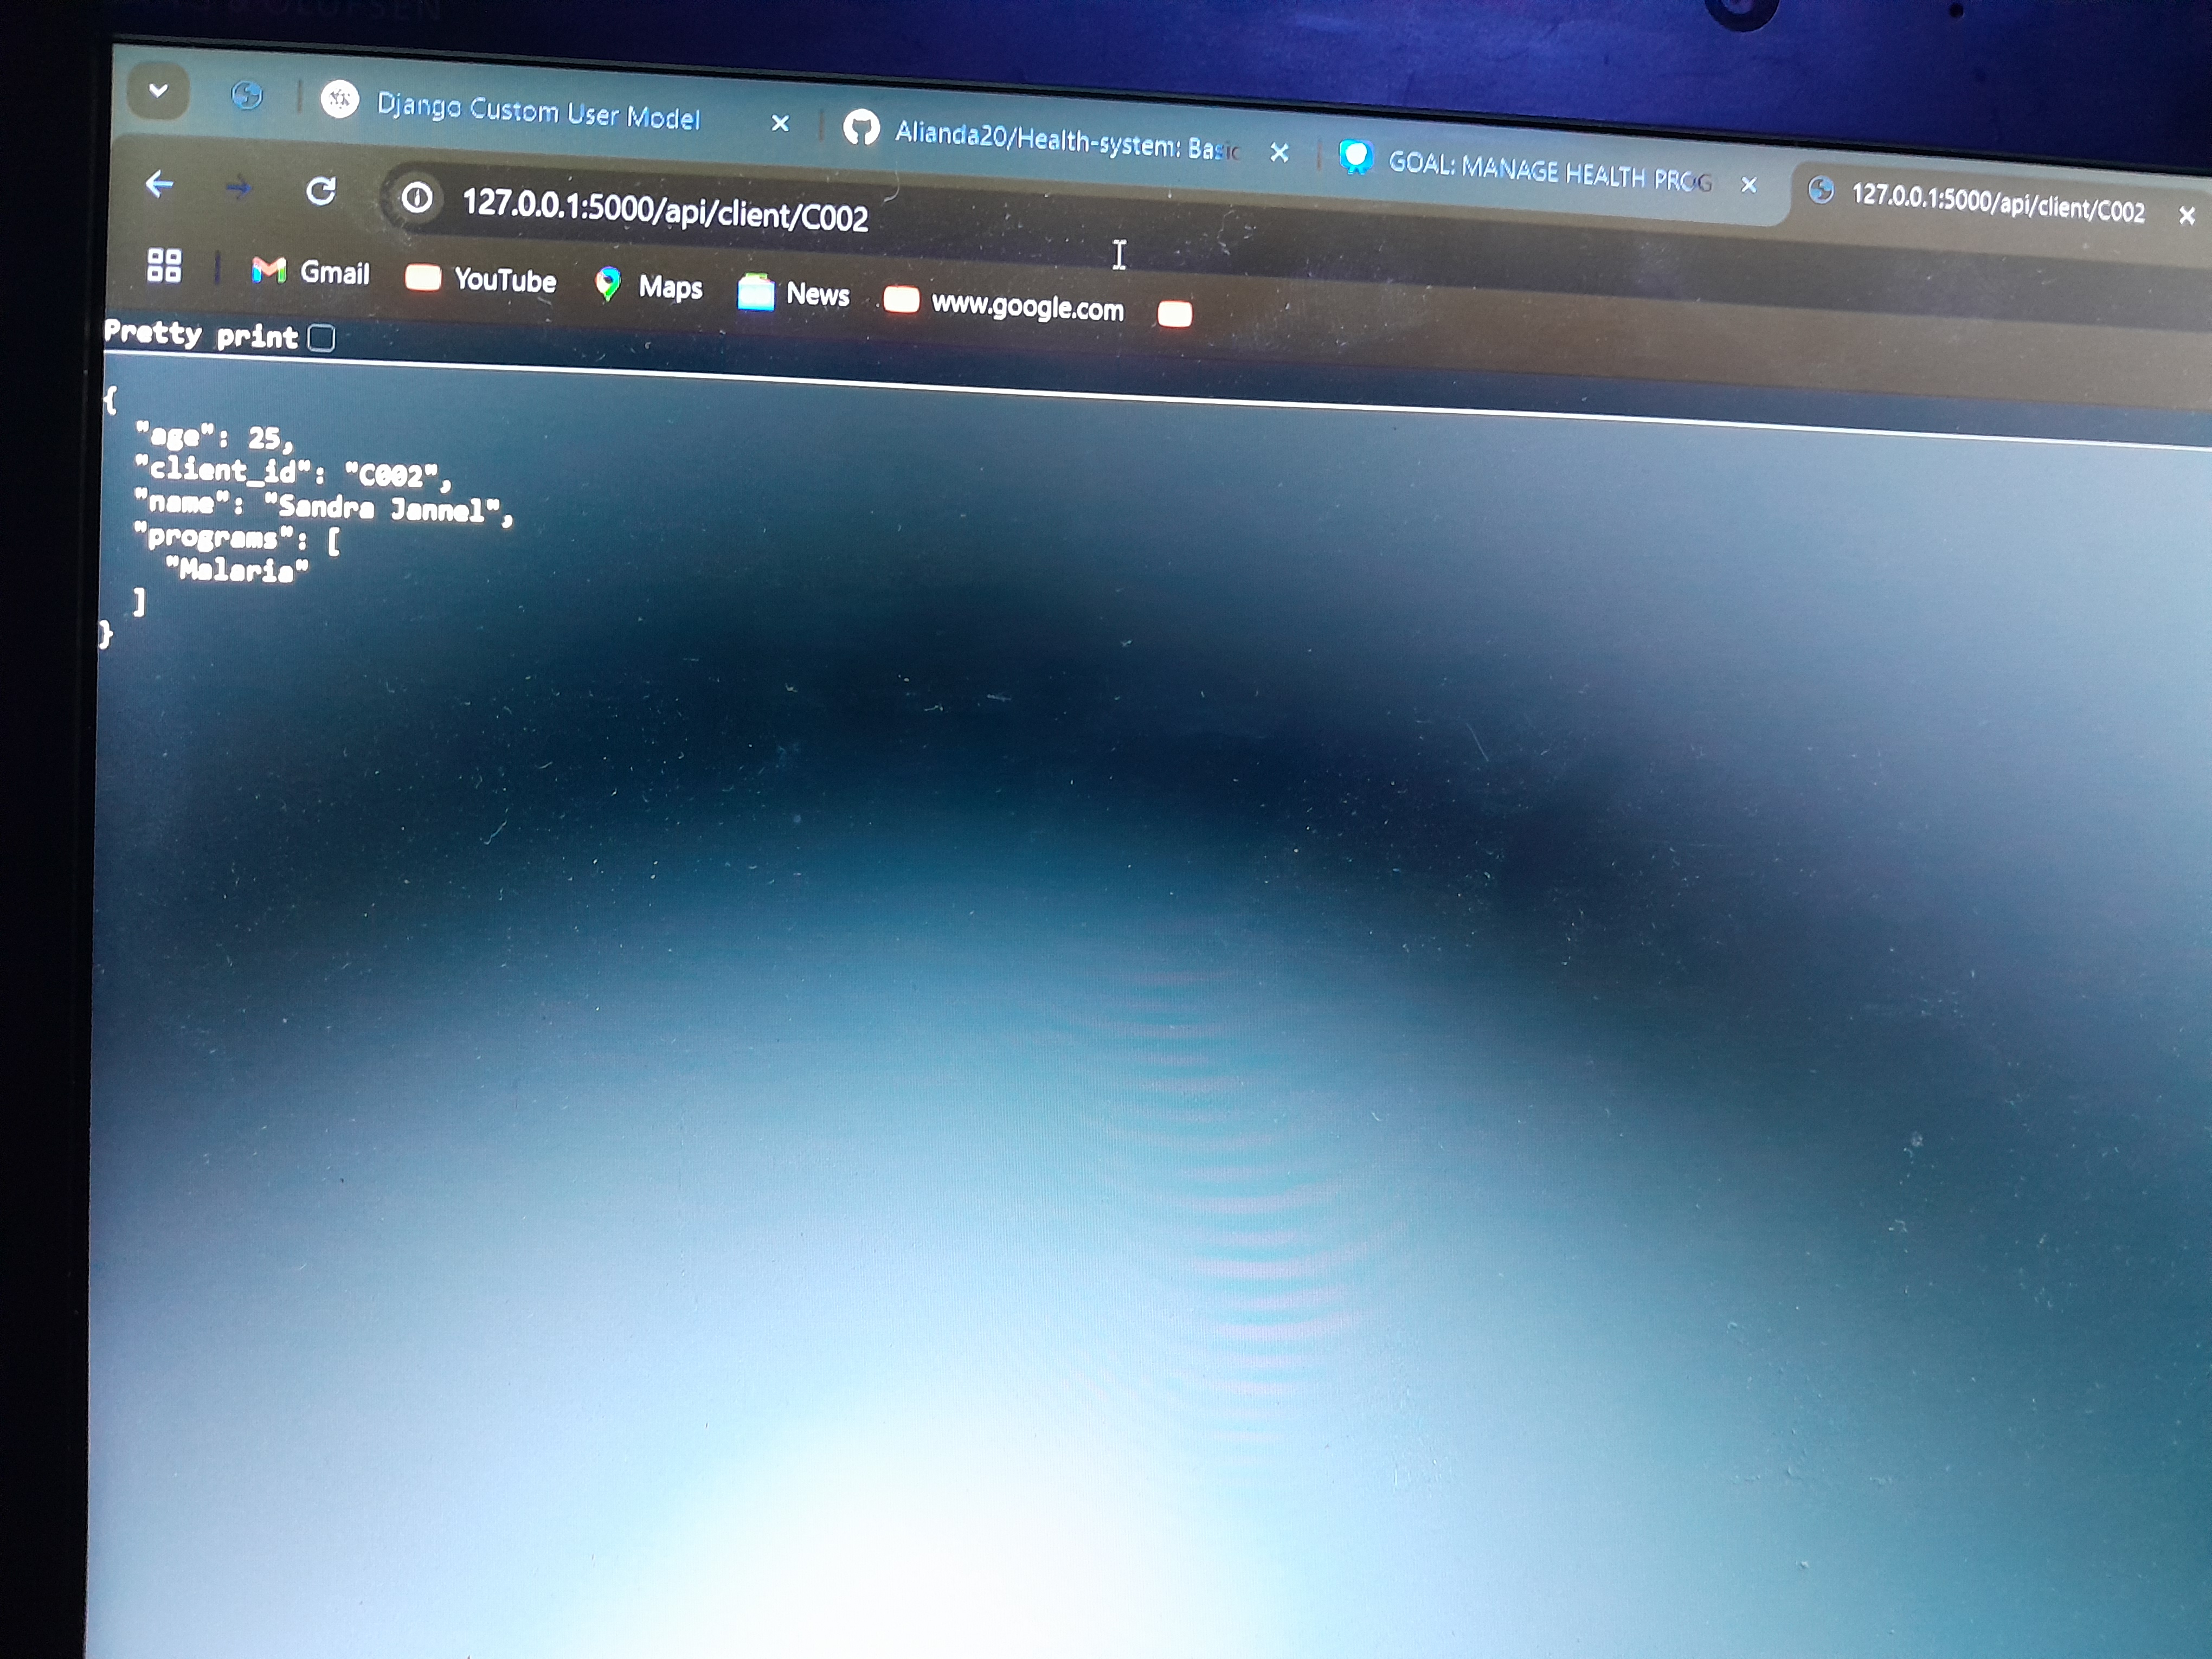 OLUFSEN
Django Custom User Model
Alianda20/Health-system: Basic
GOAL: MANAGE HEALTH PROG
127.0.0.1:5000/api/client/C002
127.0.0.1:5000/api/client/C002
Gmail YouTube Maps News www.google.com
Pretty print
{
"age": 25,
"client_id": "C002",
"name": "Sandra Jannel",
"programs": [
"Malaria"
]
}